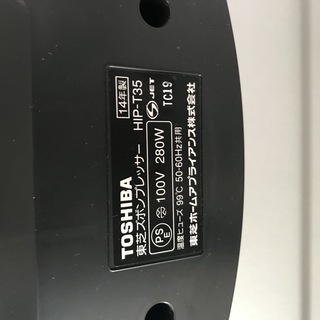 TOSHIBA
東芝ズボンプレッサー HIP-T35
14年製
PS E 100V 280W
JET
温度ヒューズ 99℃ 50-60Hz共用
TC19
東芝ホームアプライアンス株式会社